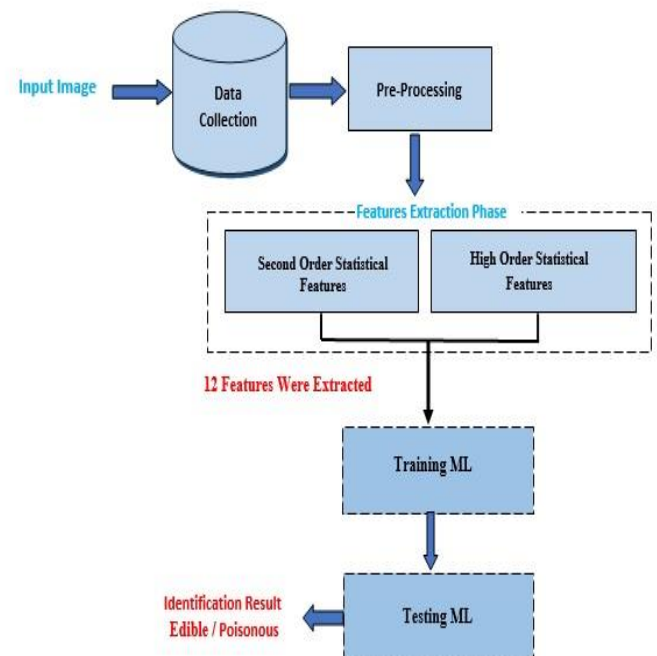 Input Image
Data
Collection
Pre-Processing
Features Extraction Phase
Second Order Statistical
Features
High Order Statistical
Features
12 Features Were Extracted
Training ML
Testing ML
Identification Result
Edible / Poisonous